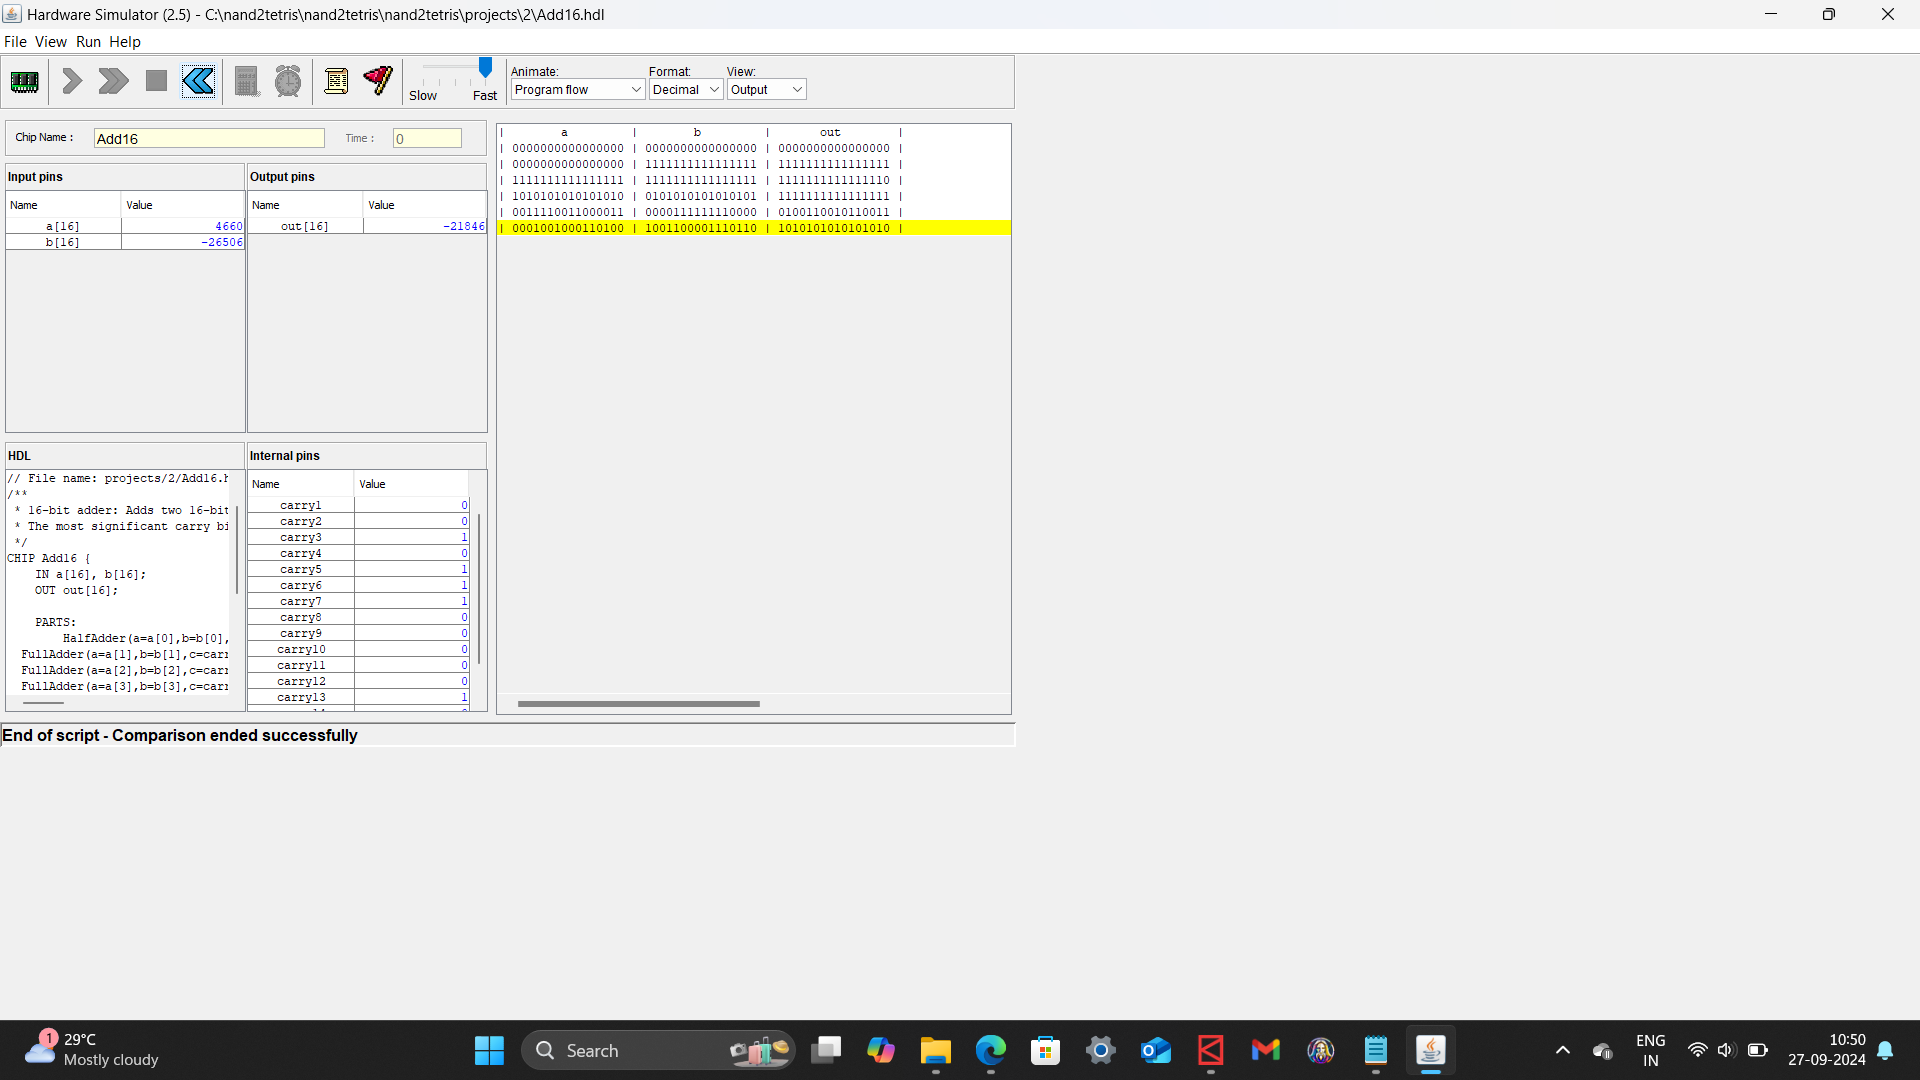 Hardware Simulator (2.5) - C:\nand2tetris\nand2tetris\nand2tetris\projects\2\Add16.hdl
File View Run Help
Slow Fast
Animate: Format: View:
Program flow Decimal Output
Chip Name : Add16 Time : 0
Input pins
Name Value
a[16] 4660
b[16] -26506
Output pins
Name Value
out[16] -21846
| a | b | out |
| 0000000000000000 | 0000000000000000 | 0000000000000000 |
| 0000000000000000 | 1111111111111111 | 1111111111111111 |
| 1111111111111111 | 1111111111111111 | 1111111111111110 |
| 1010101010101010 | 0101010101010101 | 1111111111111111 |
| 0011110011000011 | 0000111111110000 | 0100110010110011 |
| 0001001000110100 | 1001100001110110 | 1010101010101010 |
HDL
// File name: projects/2/Add16.h
/**
* 16-bit adder: Adds two 16-bit
* The most significant carry bi
*/
CHIP Add16 {
IN a[16], b[16];
OUT out[16];
PARTS:
HalfAdder(a=a[0],b=b[0],
FullAdder(a=a[1],b=b[1],c=carr
FullAdder(a=a[2],b=b[2],c=carr
FullAdder(a=a[3],b=b[3],c=carr
Internal pins
Name Value
carry1 0
carry2 0
carry3 1
carry4 0
carry5 1
carry6 1
carry7 1
carry8 0
carry9 0
carry10 0
carry11 0
carry12 0
carry13 1
End of script - Comparison ended successfully
1
29°C
Mostly cloudy
Search
ENG
IN
10:50
27-09-2024